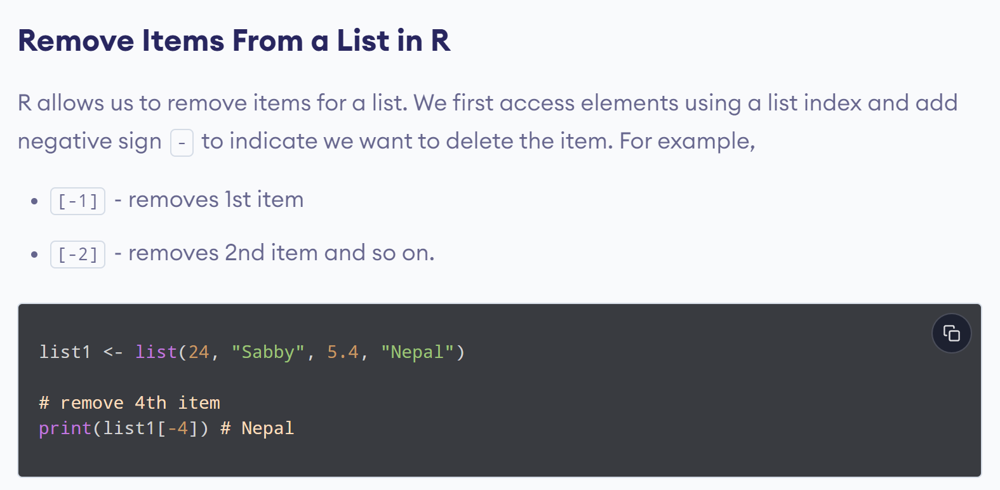 Remove Items From a List in R
R allows us to remove items for a list. We first access elements using a list index and add
negative sign - to indicate we want to delete the item. For example,
• [-1] - removes 1st item
• [-2] - removes 2nd item and so on.
list1 <- list(24, "Sabby", 5.4, "Nepal")
# remove 4th item
print(list1[-4]) # Nepal